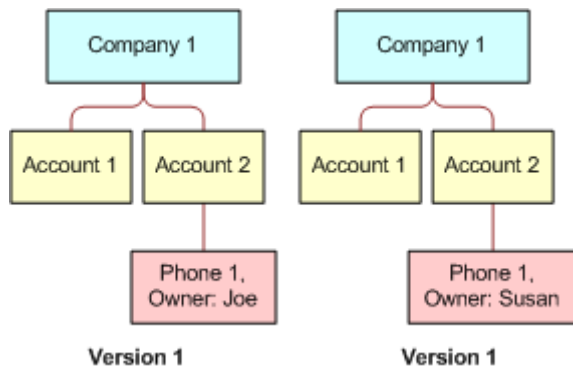 Company 1
Company 1
Account 1
Account 2
Account 1
Account 2
Phone 1,
Owner: Joe
Phone 1,
Owner: Susan
Version 1
Version 1